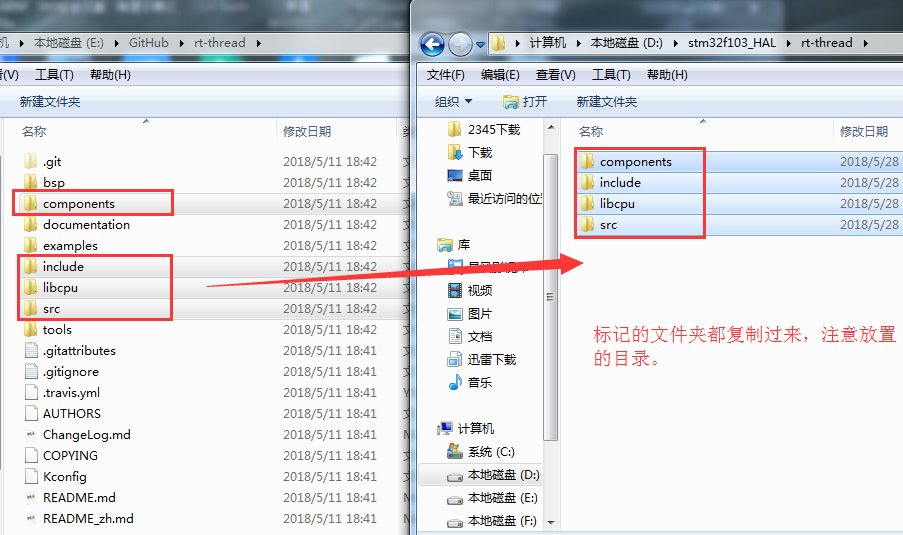 机 ▸ 本地磁盘 (E:) ▸ GitHub ▸ rt-thread ▸
(V) 工具(T) 帮助(H)
新建文件夹
名称 修改日期
.git 2018/5/11 18:42
bsp 2018/5/11 18:42
components 2018/5/11 18:42
documentation 2018/5/11 18:42
examples 2018/5/11 18:42
include 2018/5/11 18:42
libcpu 2018/5/11 18:42
src 2018/5/11 18:42
tools 2018/5/11 18:42
.gitattributes 2018/5/11 18:41
.gitignore 2018/5/11 18:41
.travis.yml 2018/5/11 18:41
AUTHORS 2018/5/11 18:41
ChangeLog.md 2018/5/11 18:41
COPYING 2018/5/11 18:41
Kconfig 2018/5/11 18:41
README.md 2018/5/11 18:41
README_zh.md 2018/5/11 18:41
计算机 ▸ 本地磁盘 (D:) ▸ stm32f103_HAL ▸ rt-thread ▸
文件(F) 编辑(E) 查看(V) 工具(T) 帮助(H)
组织 打开 新建文件夹
2345下载
下载
桌面
最近访问的位
库
视频
图片
文档
迅雷下载
音乐
计算机
系统 (C:)
本地磁盘 (D:)
本地磁盘 (E:)
本地磁盘 (F:)
名称 修改日期
components 2018/5/28
include 2018/5/28
libcpu 2018/5/28
src 2018/5/28
标记的文件夹都复制过来，注意放置
的目录。